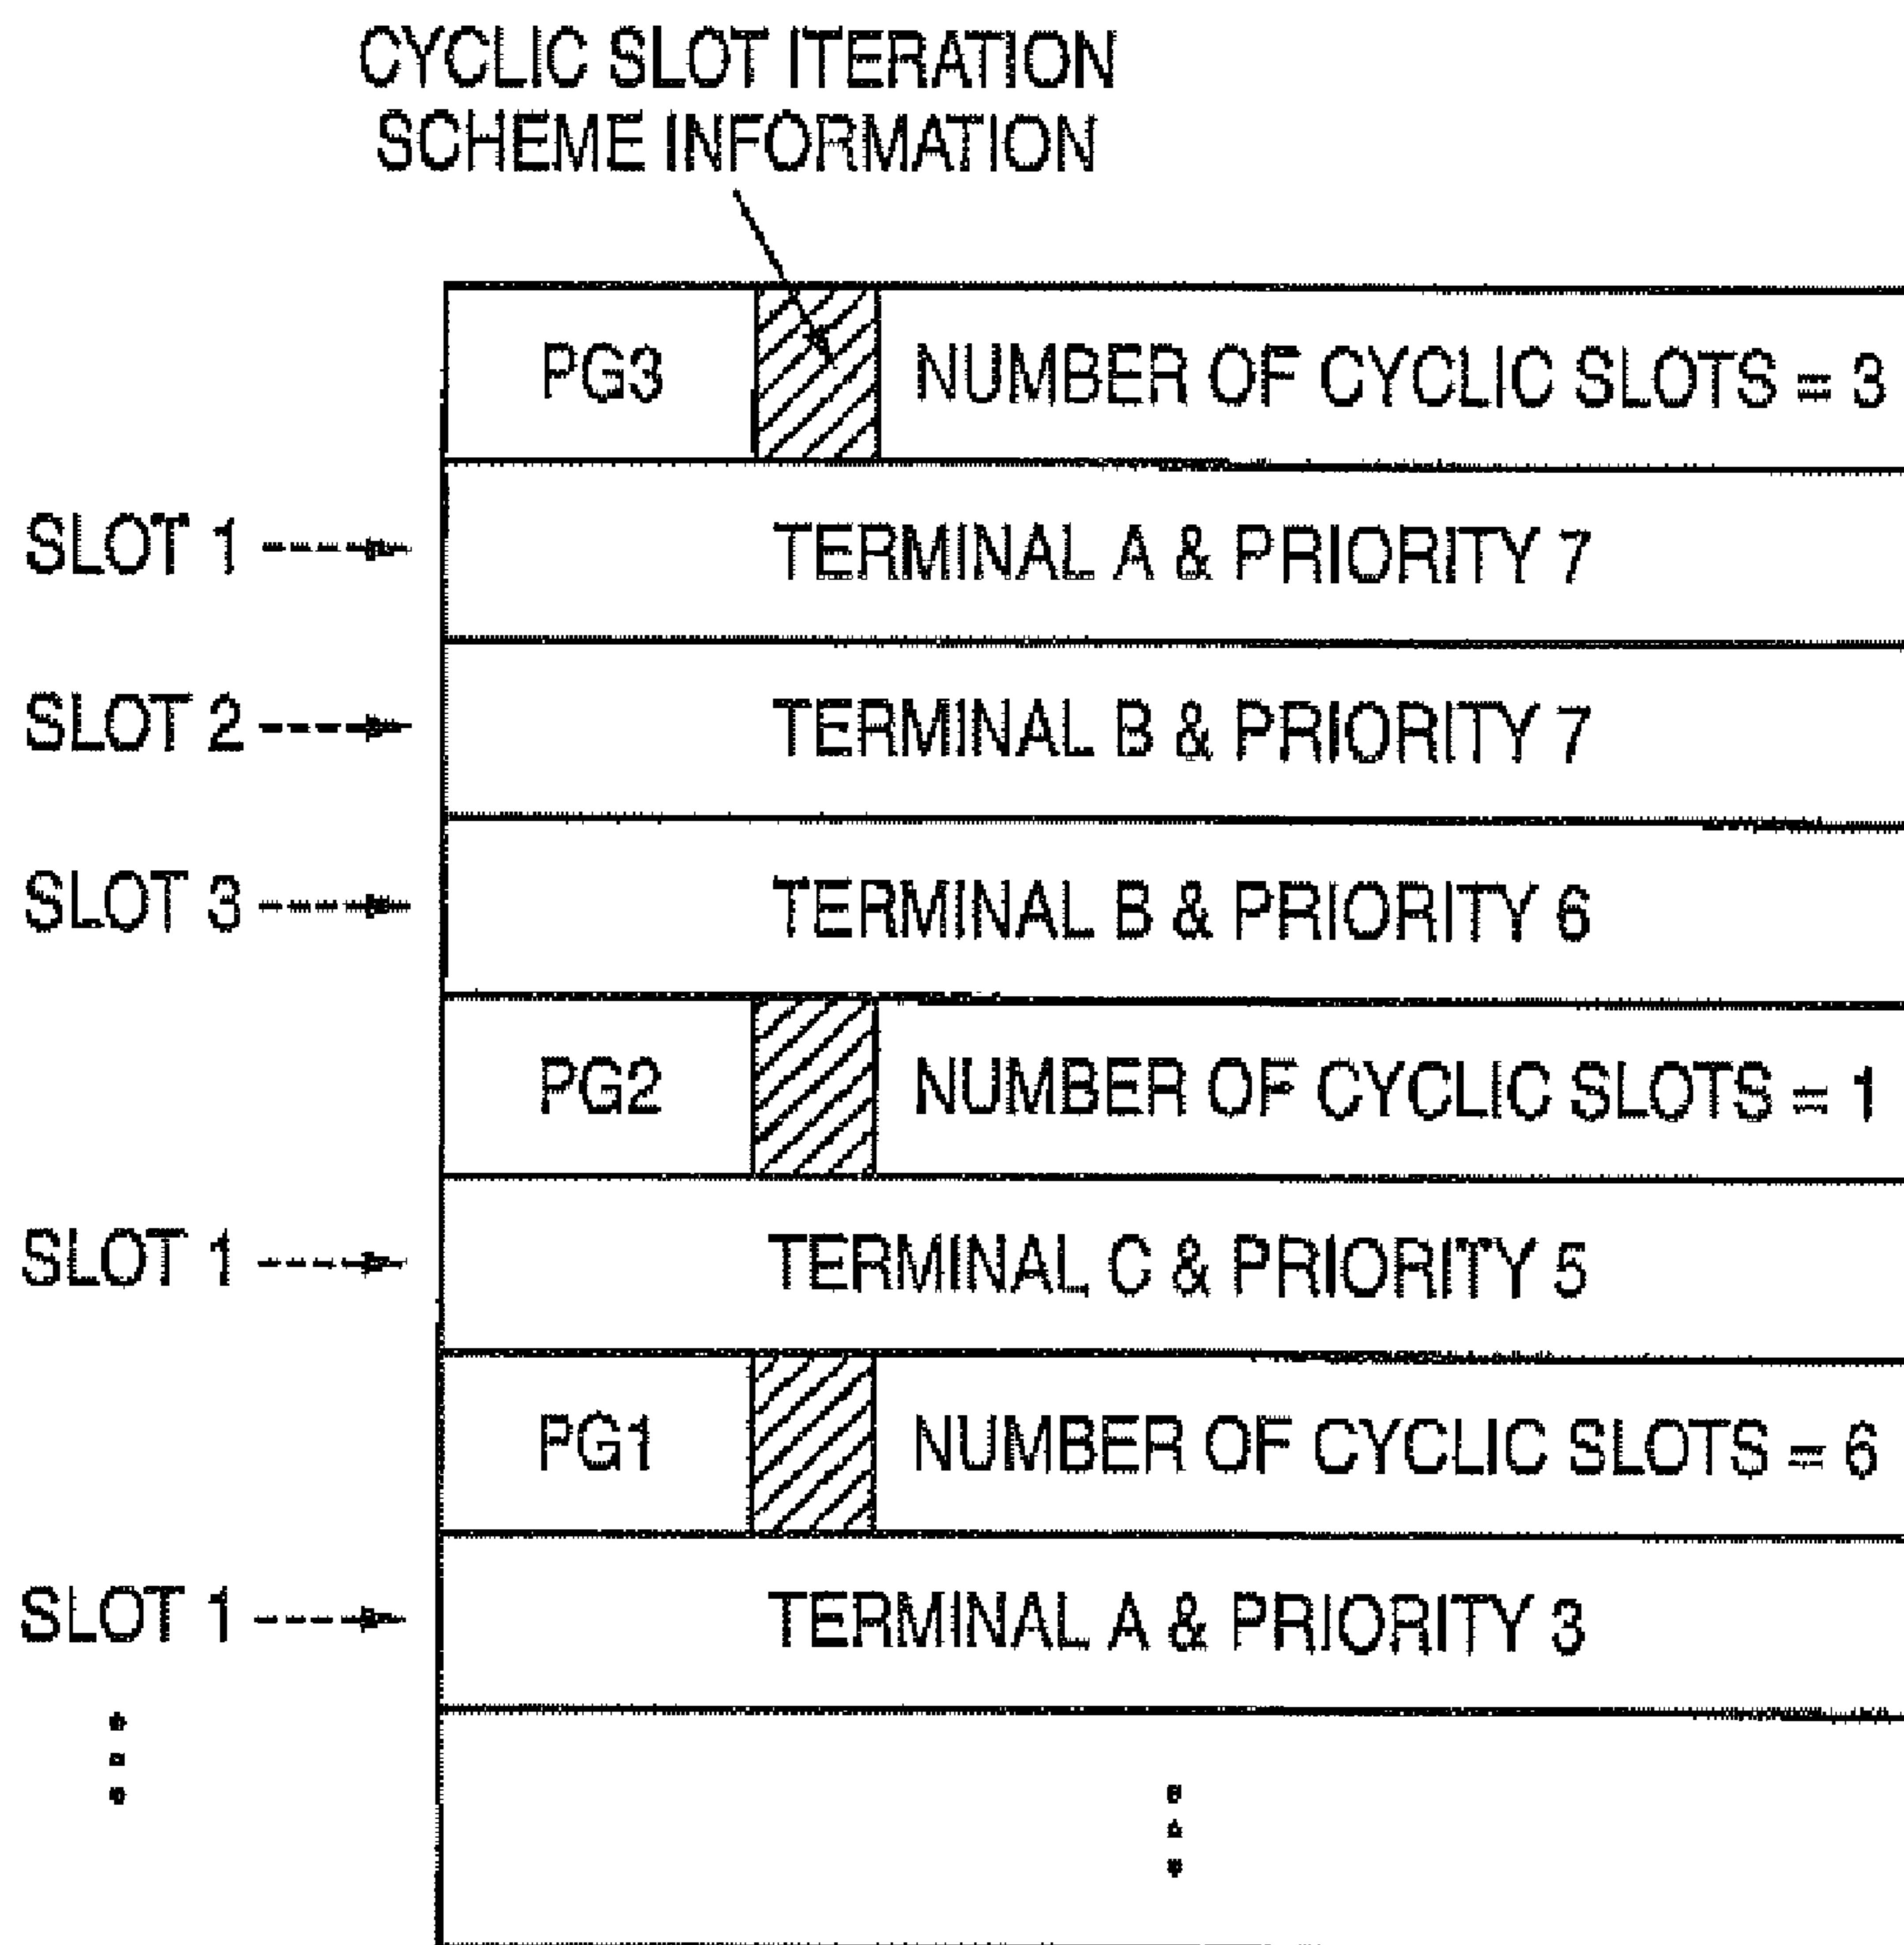 CYCLIC SLOT ITERATION
SCHEME INFORMATION
PG3 NUMBER OF CYCLIC SLOTS = 3
SLOT 1 TERMINAL A & PRIORITY 7
SLOT 2 TERMINAL B & PRIORITY 7
SLOT 3 TERMINAL B & PRIORITY 6
PG2 NUMBER OF CYCLIC SLOTS = 1
SLOT 1 TERMINAL C & PRIORITY 5
PG1 NUMBER OF CYCLIC SLOTS = 6
SLOT 1 TERMINAL A & PRIORITY 3